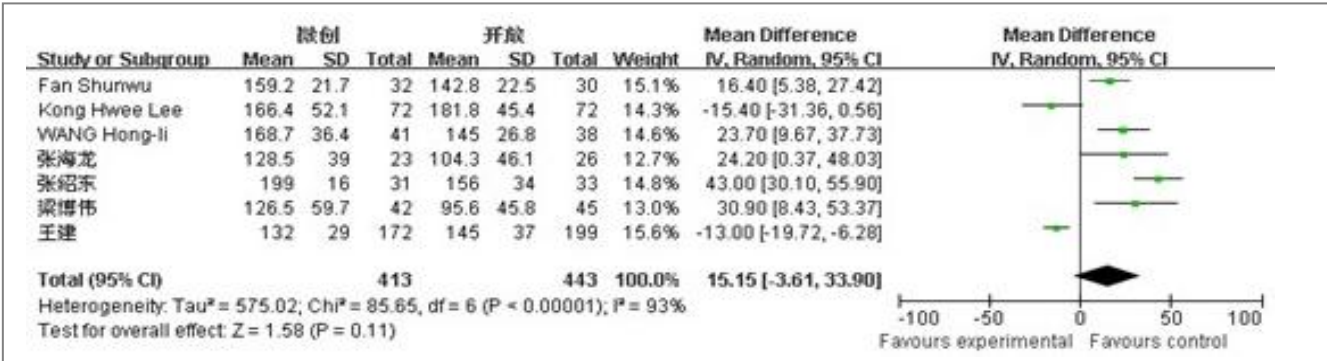 微创 开放 Mean Difference Mean Difference
Study or Subgroup Mean SD Total Mean SD Total Weight IV, Random, 95% CI IV, Random, 95% CI
Fan Shunwu 159.2 21.7 32 142.8 22.5 30 15.1% 16.40 [5.38, 27.42]
Kong Hwee Lee 166.4 52.1 72 181.8 45.4 72 14.3% -15.40 [-31.36, 0.56]
WANG Hong-li 168.7 36.4 41 145 26.8 38 14.6% 23.70 [9.67, 37.73]
张海龙 128.5 39 23 104.3 46.1 26 12.7% 24.20 [0.37, 48.03]
张绍东 199 16 31 156 34 33 14.8% 43.00 [30.10, 55.90]
梁博伟 126.5 59.7 42 95.6 45.8 45 13.0% 30.90 [8.43, 53.37]
王建 132 29 172 145 37 199 15.6% -13.00 [-19.72, -6.28]
Total (95% CI) 413 443 100.0% 15.15 [-3.61, 33.90]
Heterogeneity: Tau² = 575.02; Chi² = 85.65, df = 6 (P < 0.00001); I² = 93%
Test for overall effect: Z = 1.58 (P = 0.11)
-100 -50 0 50 100
Favours experimental Favours control